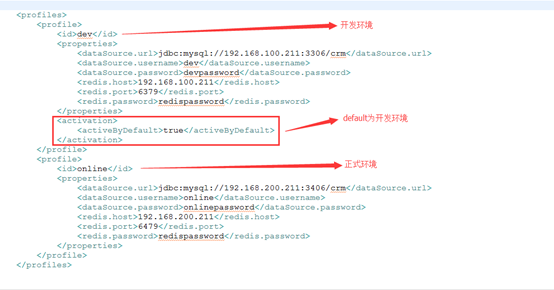 <profiles>
<profile>
<id>dev</id> 开发环境
<properties>
<dataSource.url>jdbc:mysql://192.168.100.211:3306/crm</dataSource.url>
<dataSource.username>dev</dataSource.username>
<dataSource.password>devpassword</dataSource.password>
<redis.host>192.168.100.211</redis.host>
<redis.port>6379</redis.port>
<redis.password>redispassword</redis.password>
</properties>
<activation>
<activeByDefault>true</activeByDefault> default为开发环境
</activation>
</profile>
<profile>
<id>online</id> 正式环境
<properties>
<dataSource.url>jdbc:mysql://192.168.200.211:3406/crm</dataSource.url>
<dataSource.username>online</dataSource.username>
<dataSource.password>onlinepassword</dataSource.password>
<redis.host>192.168.200.211</redis.host>
<redis.port>6479</redis.port>
<redis.password>redispassword</redis.password>
</properties>
</profile>
</profiles>